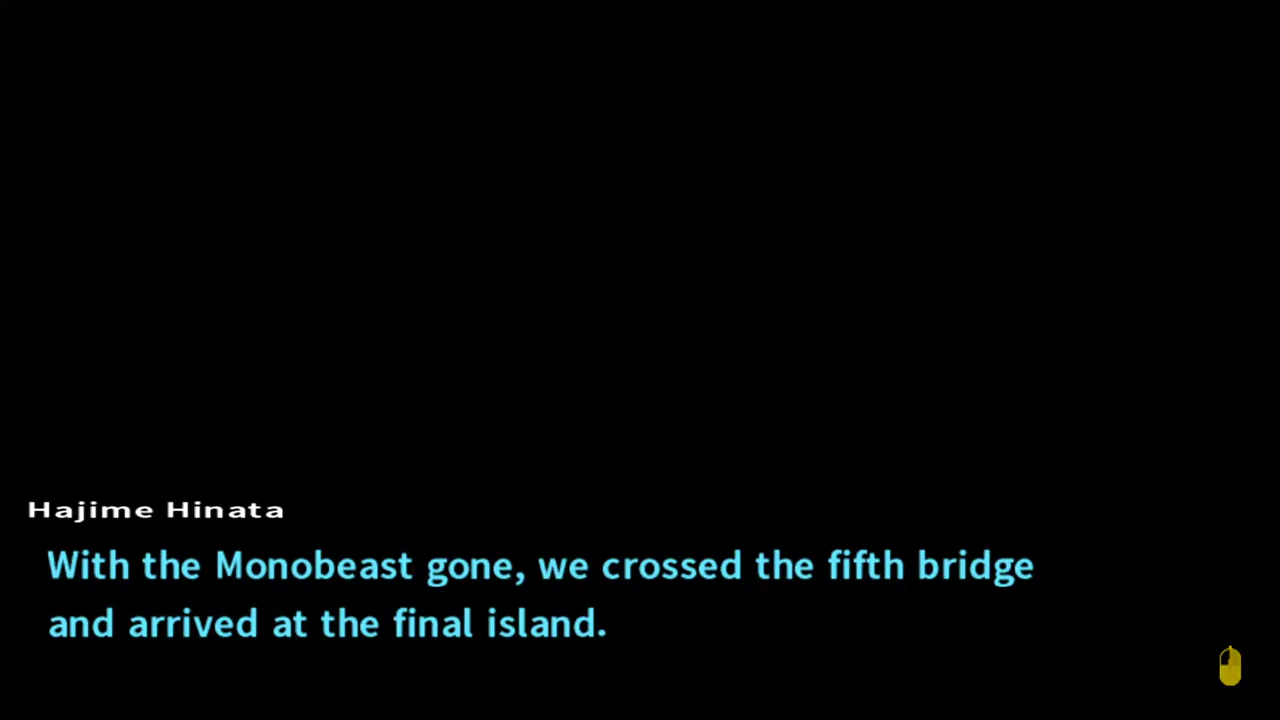 Hajime Hinata
With the Monobeast gone, we crossed the fifth bridge
and arrived at the final island.